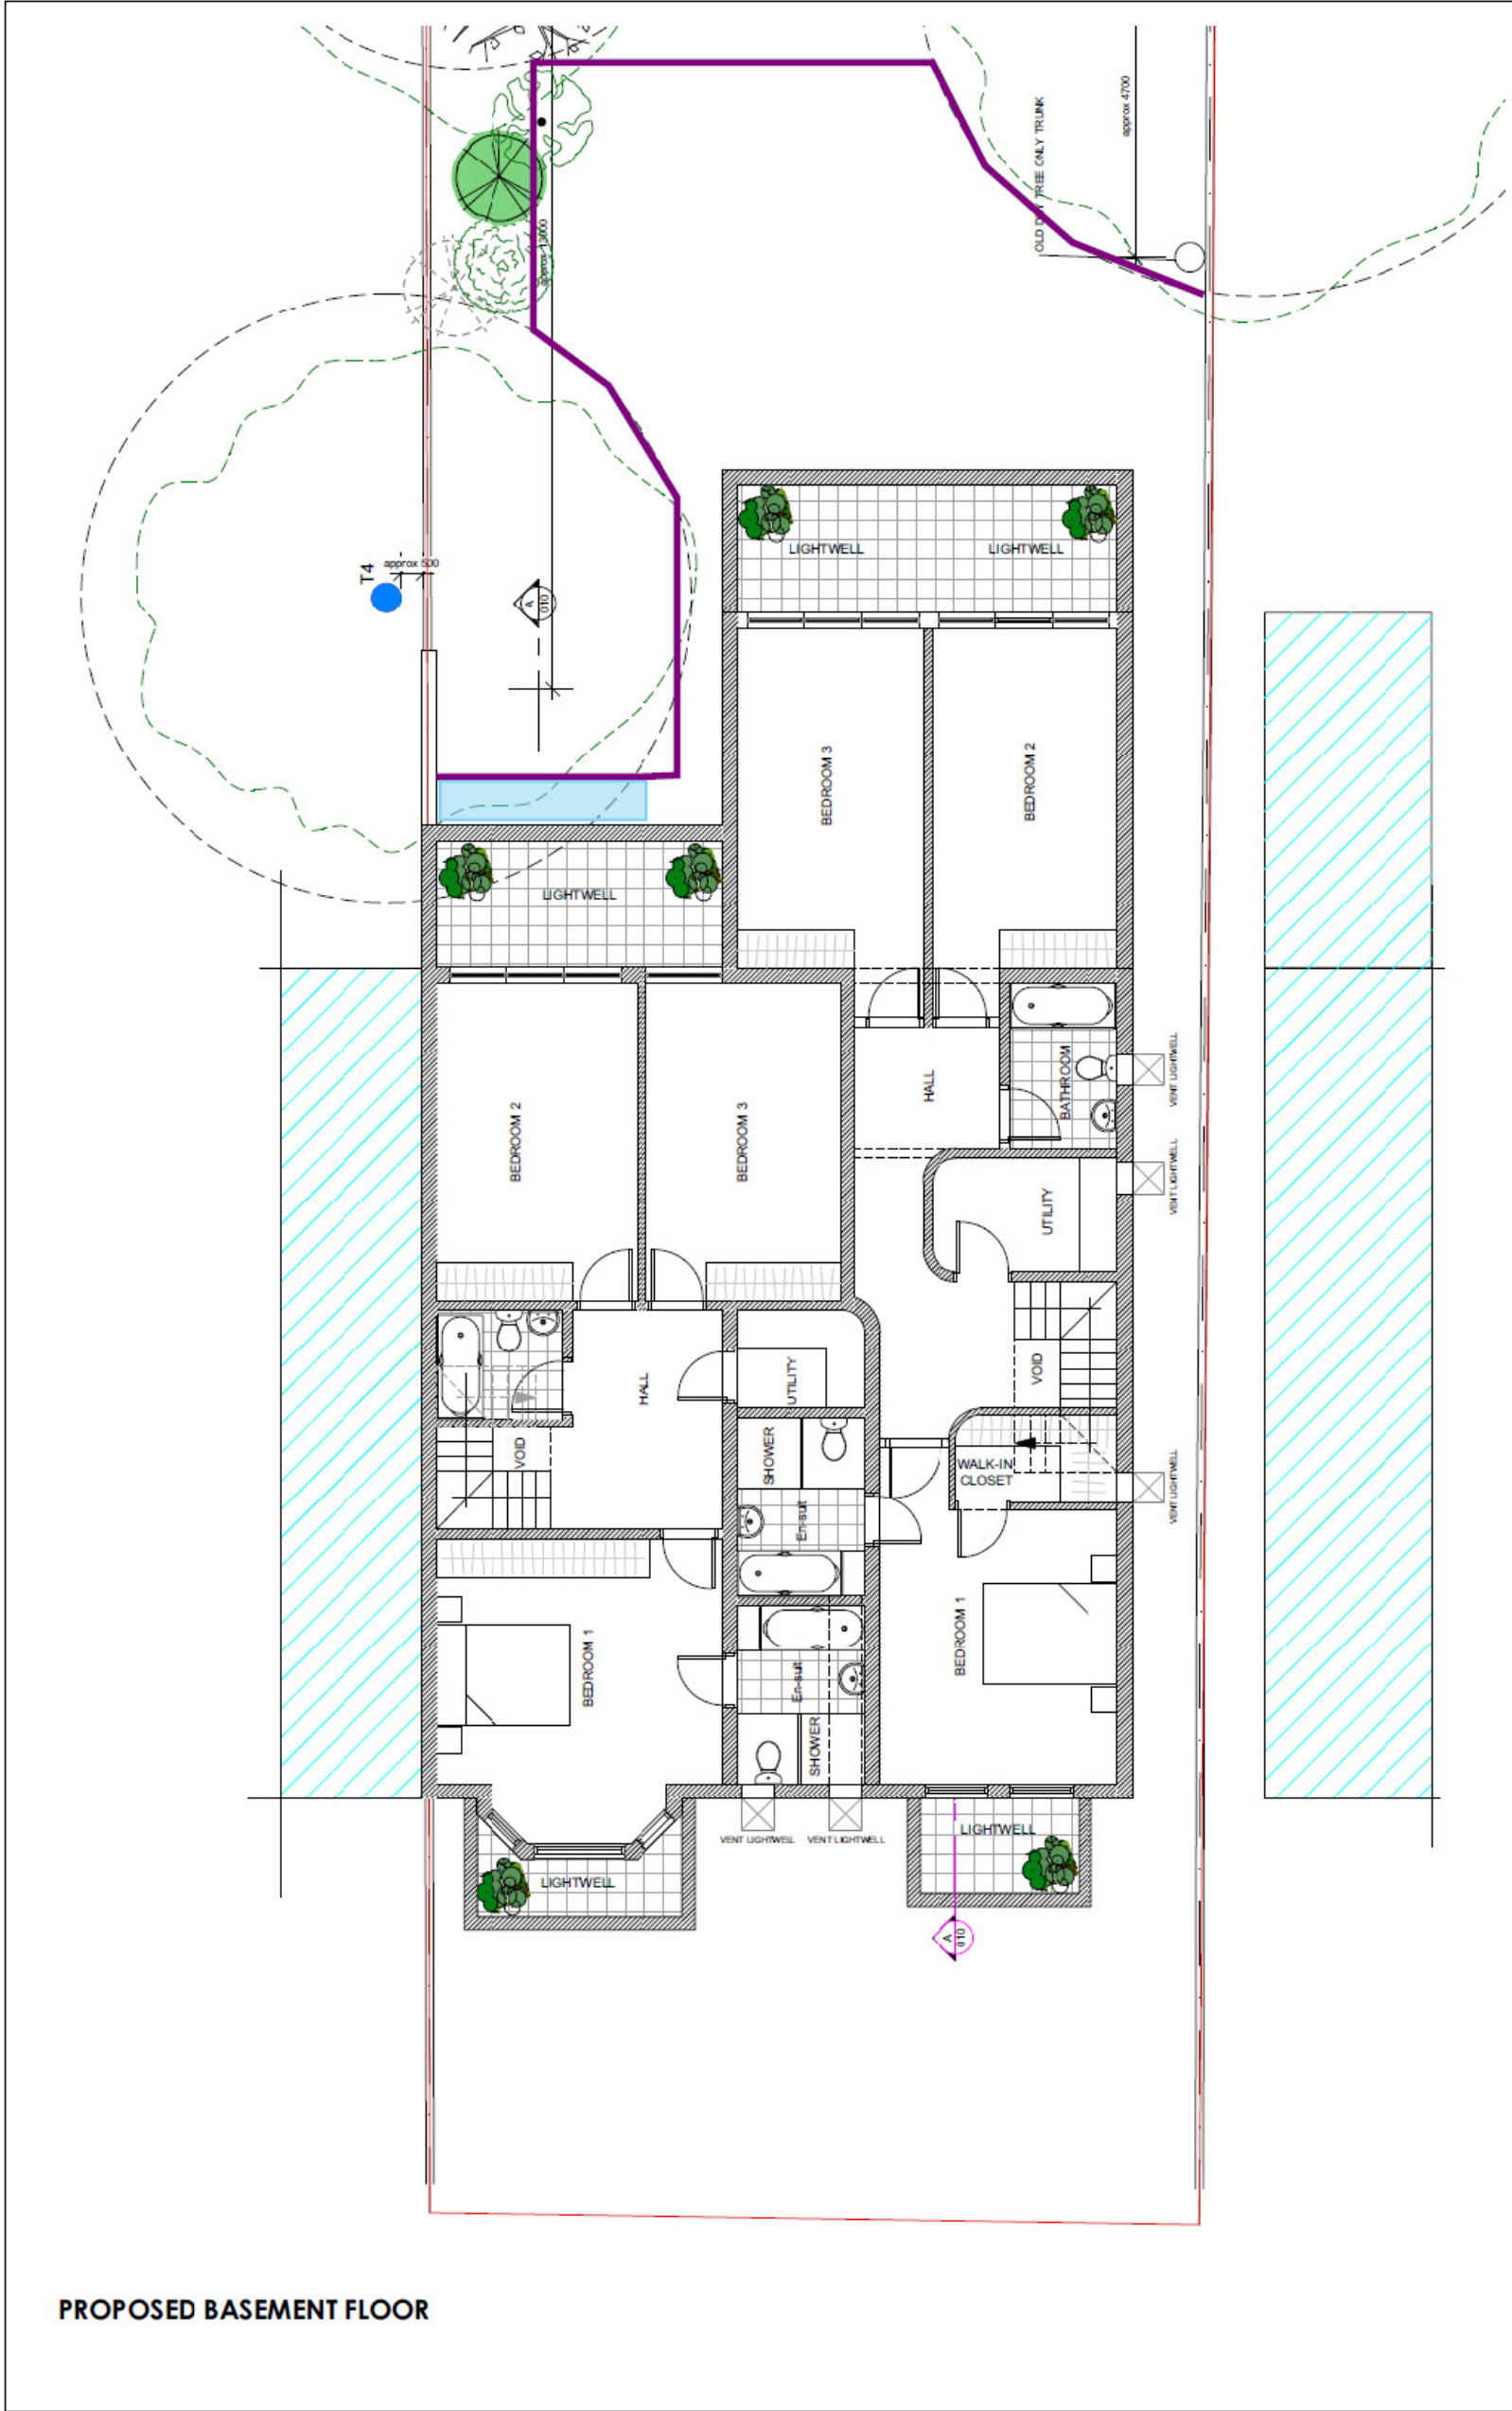 approx 4700
OLD TREE ONLY TRUNK
T4
approx 500
A
010
LIGHTWELL
LIGHTWELL
BEDROOM 3
BEDROOM 2
LIGHTWELL
BEDROOM 2
BEDROOM 3
HALL
BATHROOM
VENT LIGHTWELL
VENT LIGHTWELL
UTILITY
HALL
UTILITY
VOID
VOID
SHOWER
WALK-IN
CLOSET
VENT LIGHTWELL
En-suit
BEDROOM 1
En-suit
BEDROOM 1
SHOWER
LIGHTWELL
VENT LIGHTWELL
VENT LIGHTWELL
LIGHTWELL
A
010
PROPOSED BASEMENT FLOOR